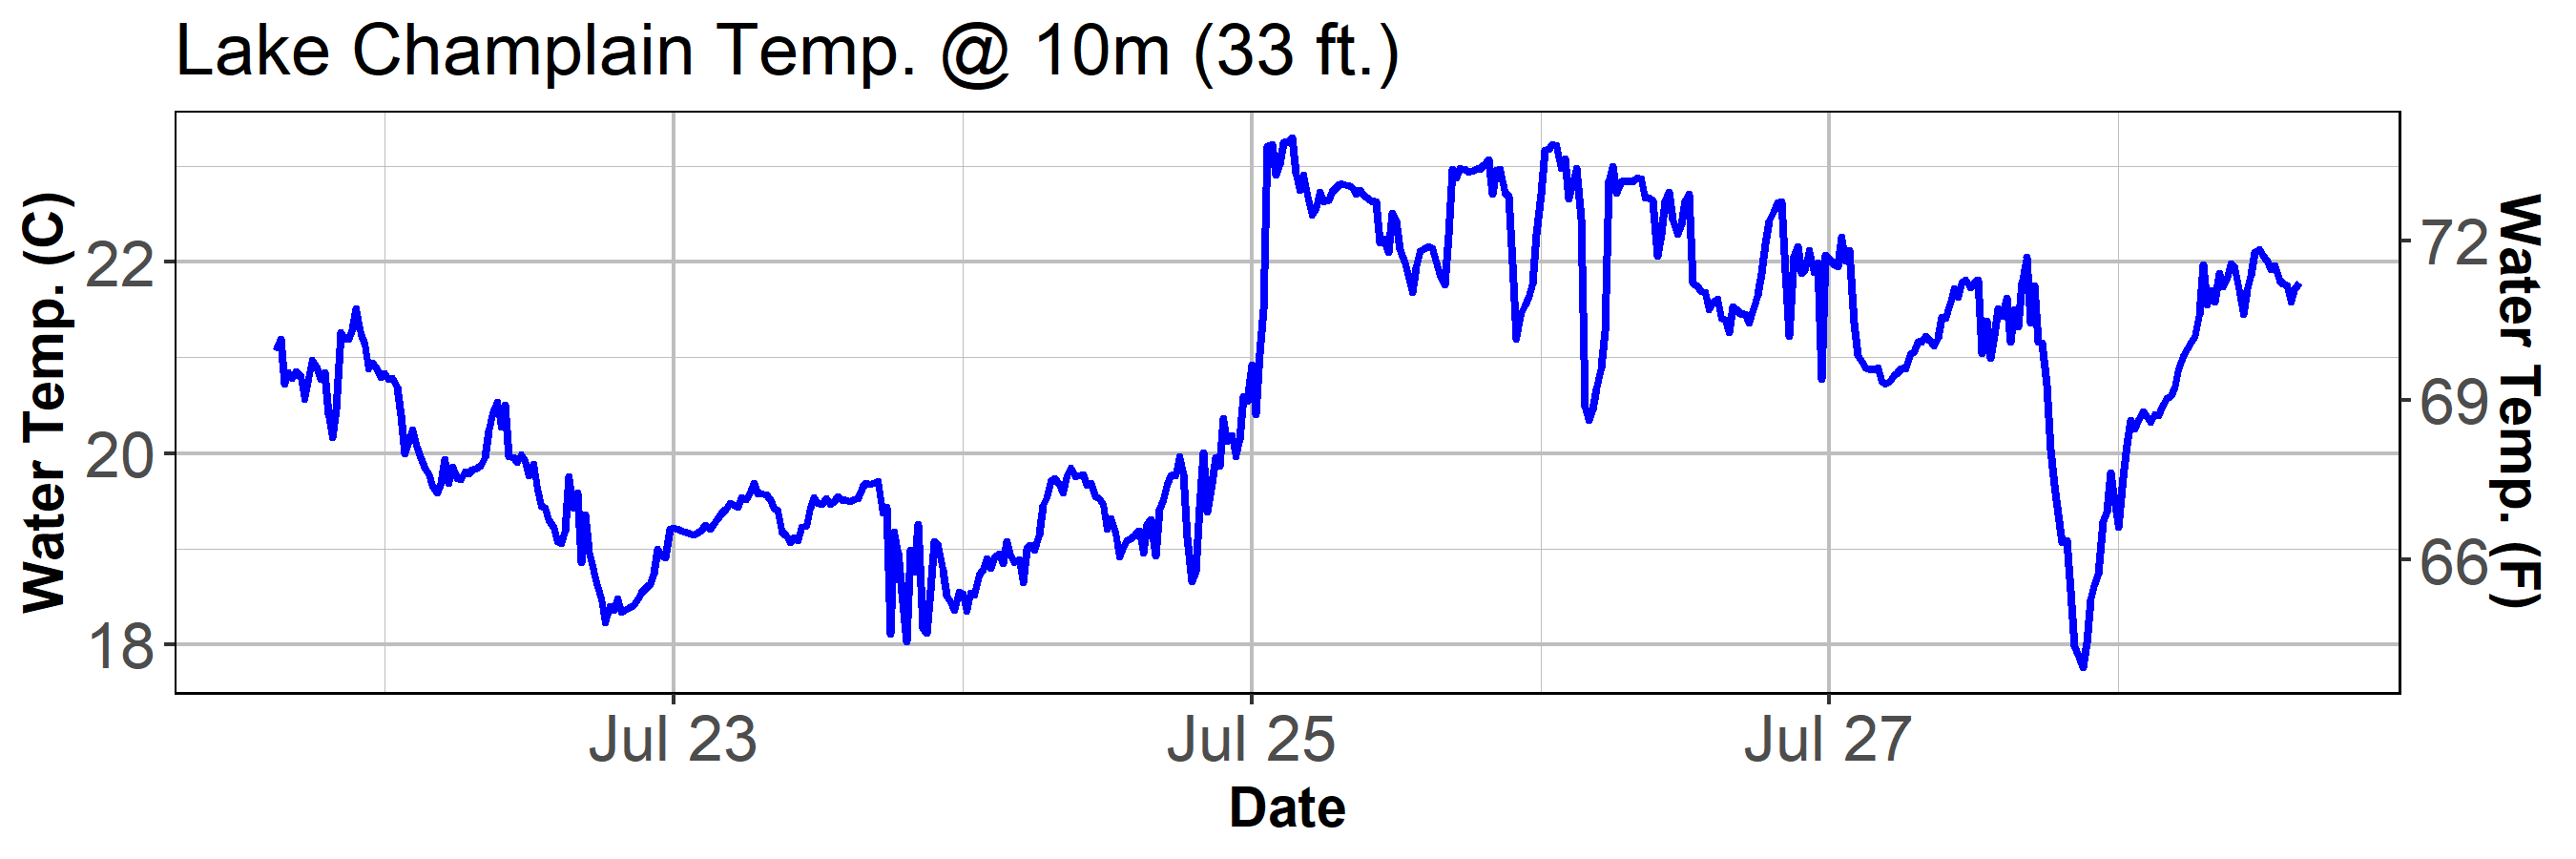 Lake Champlain Temp. @ 10m (33 ft.)
Water Temp. (C)
22
20
18
72
69
66
Water Temp. (F)
Jul 23
Jul 25
Jul 27
Date